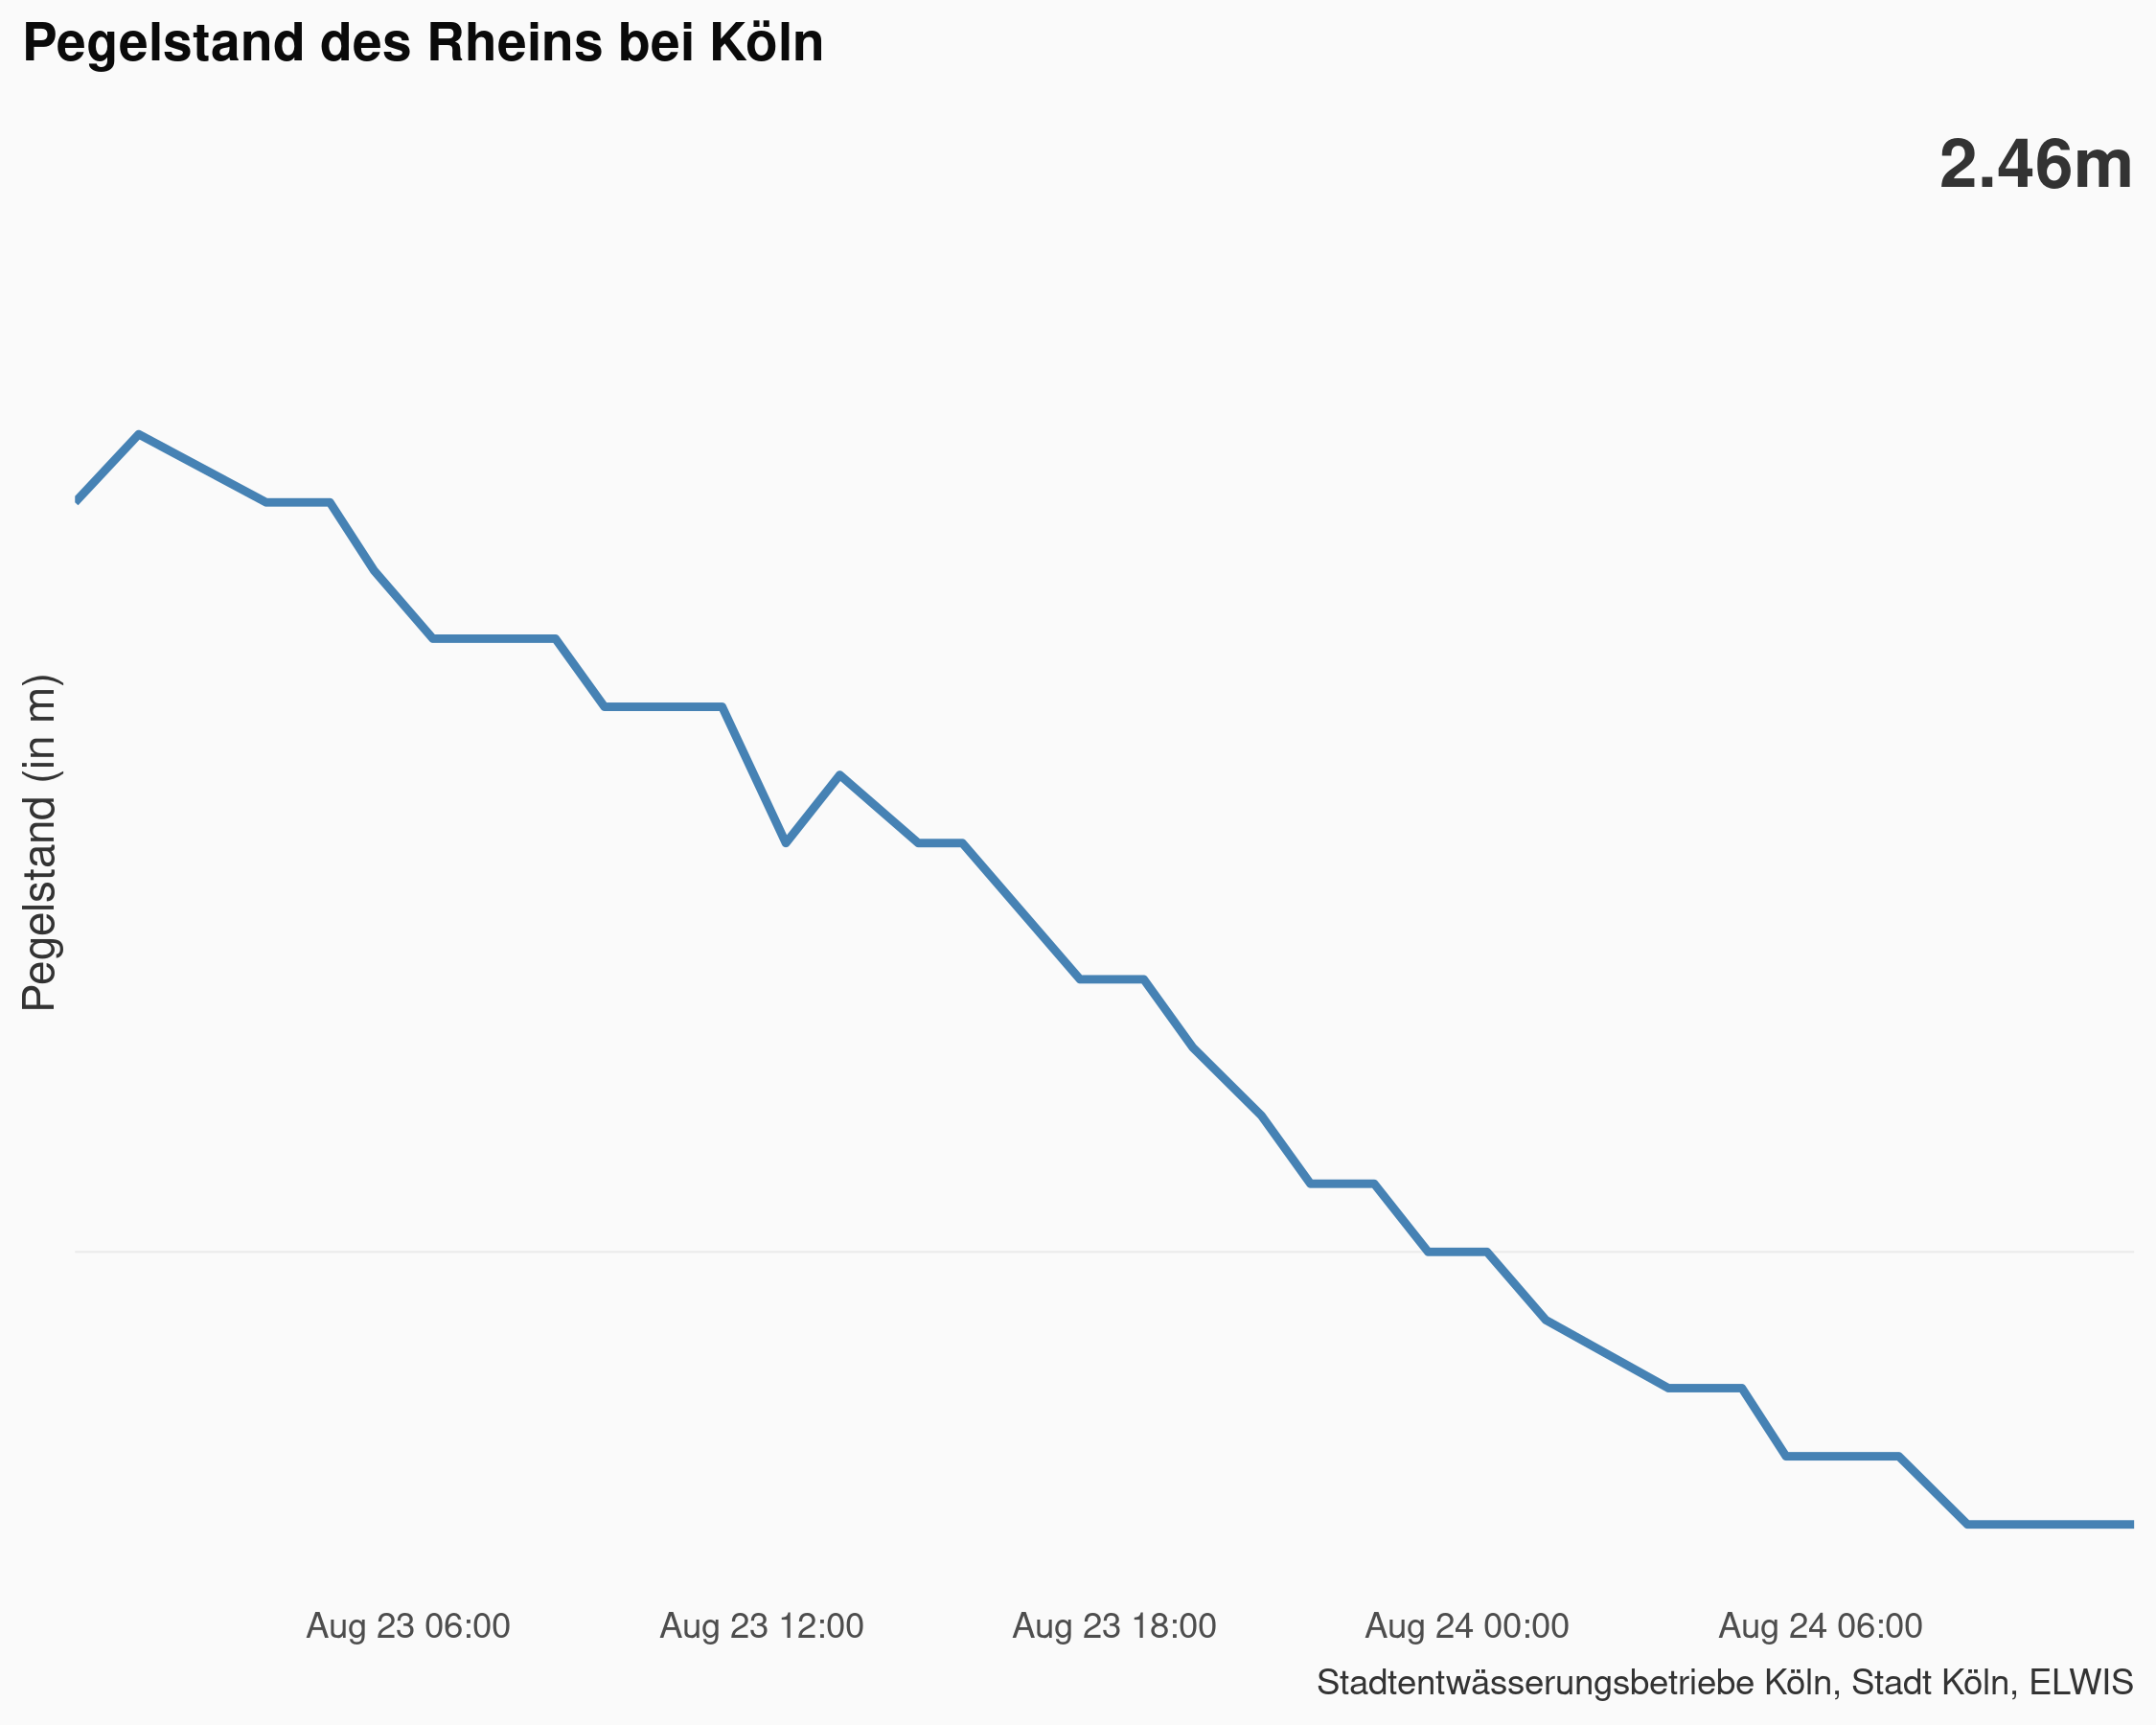 Pegelstand des Rheins bei Köln
2.46m
Pegelstand (in m)
Aug 23 06:00
Aug 23 12:00
Aug 23 18:00
Aug 24 00:00
Aug 24 06:00
Stadtentwässerungsbetriebe Köln, Stadt Köln, ELWIS